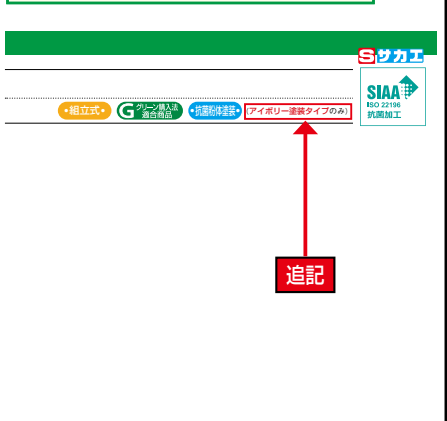 サカエ
SIAA
ISO 22196
抗菌加工
•組立式•
G グリーン購入法
適合商品
•抗菌粉体塗装•
(アイボリー塗装タイプのみ)
追記